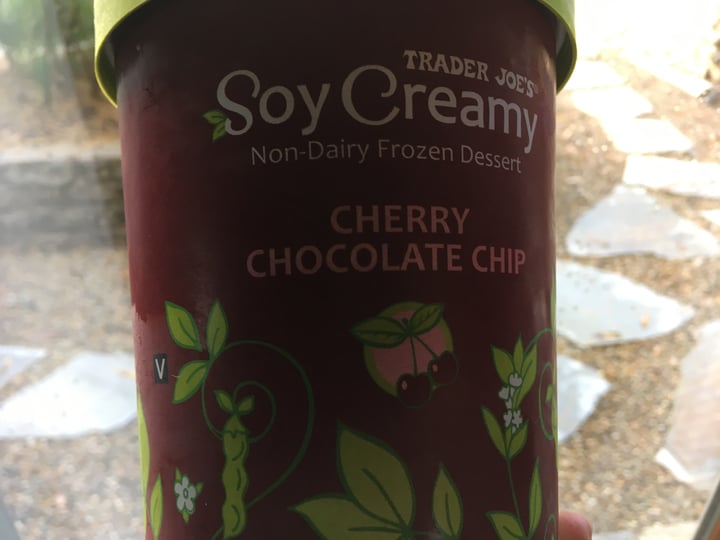 TRADER JOE'S®
Soy Creamy
Non-Dairy Frozen Dessert
CHERRY
CHOCOLATE CHIP
V